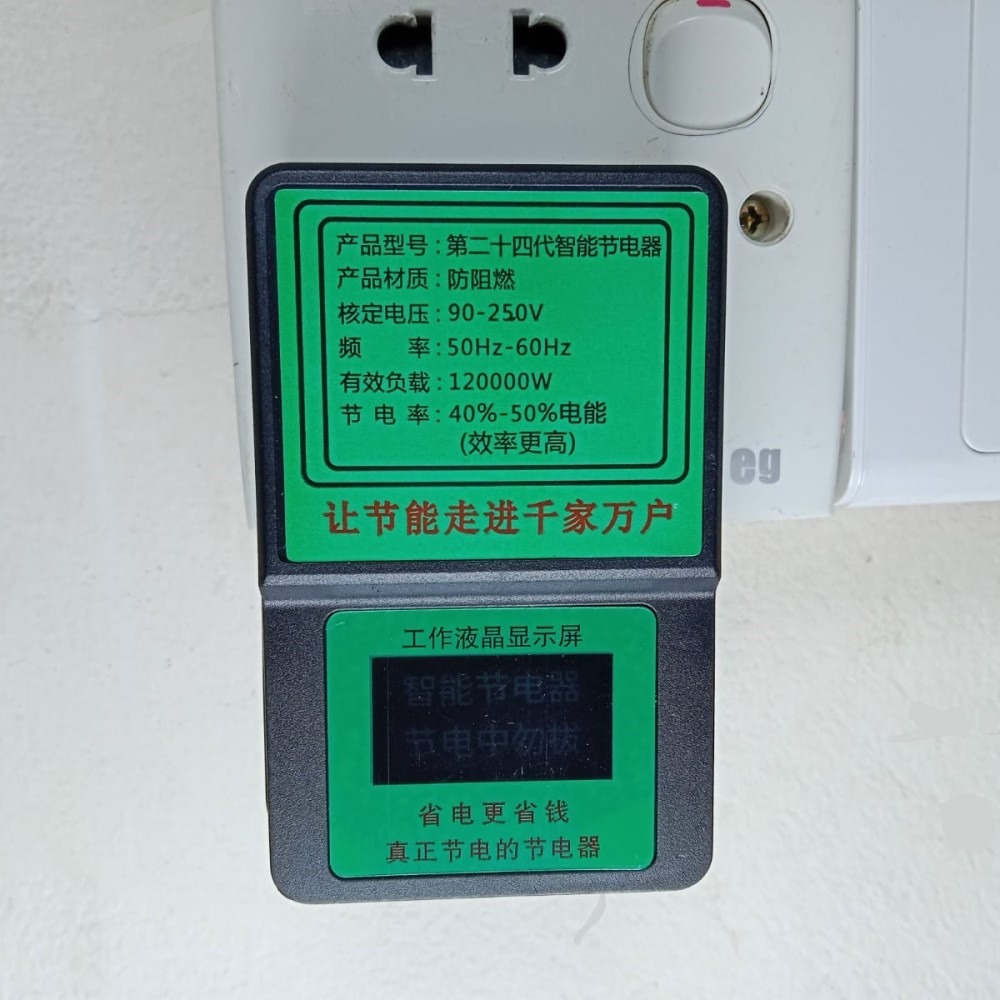 产品型号：第二十四代智能节电器
产品材质：防阻燃
核定电压：90-250V
频　　率：50Hz-60Hz
有效负载：120000W
节 电 率：40%-50%电能
(效率更高)
eg
让节能走进千家万户
工作液晶显示屏
智能节电器
节电中勿拔
省电更省钱
真正节电的节电器